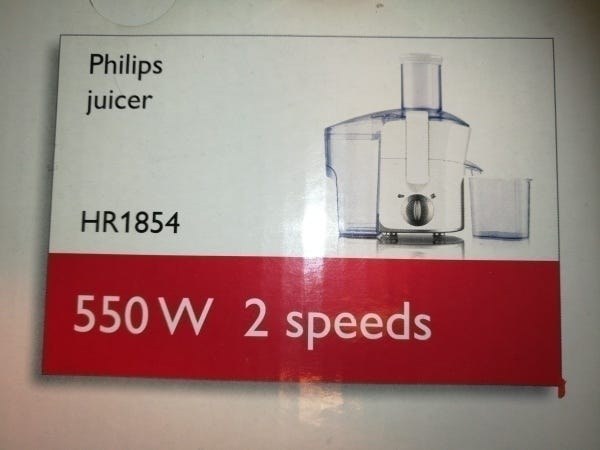 Philips
juicer
HR1854
550 W 2 speeds